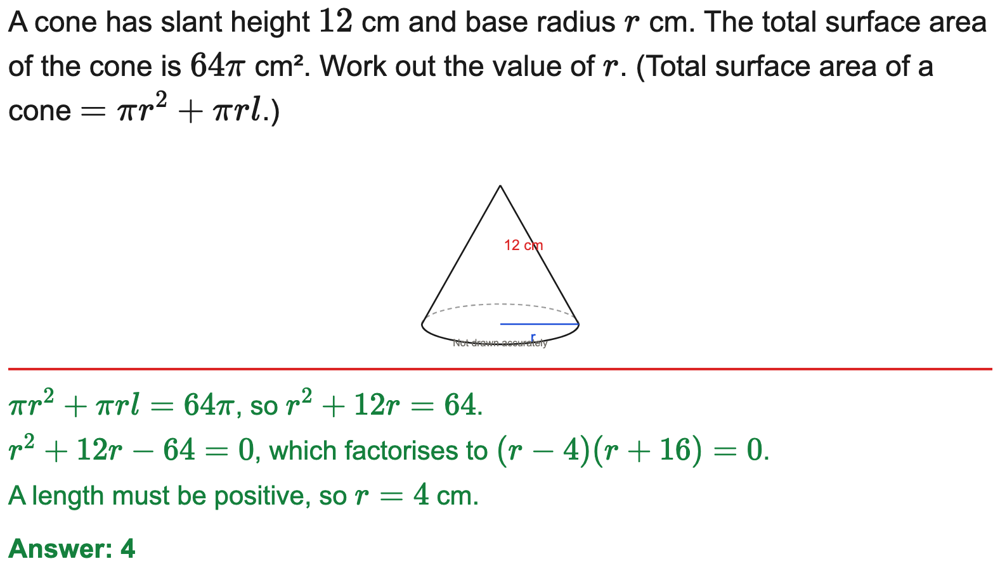 A cone has slant height 12 cm and base radius r cm. The total surface area
of the cone is 64π cm². Work out the value of r. (Total surface area of a
cone = πr² + πrl.)
12 cm
r
Not drawn accurately
πr² + πrl = 64π, so r² + 12r = 64.
r² + 12r − 64 = 0, which factorises to (r − 4)(r + 16) = 0.
A length must be positive, so r = 4 cm.
Answer: 4